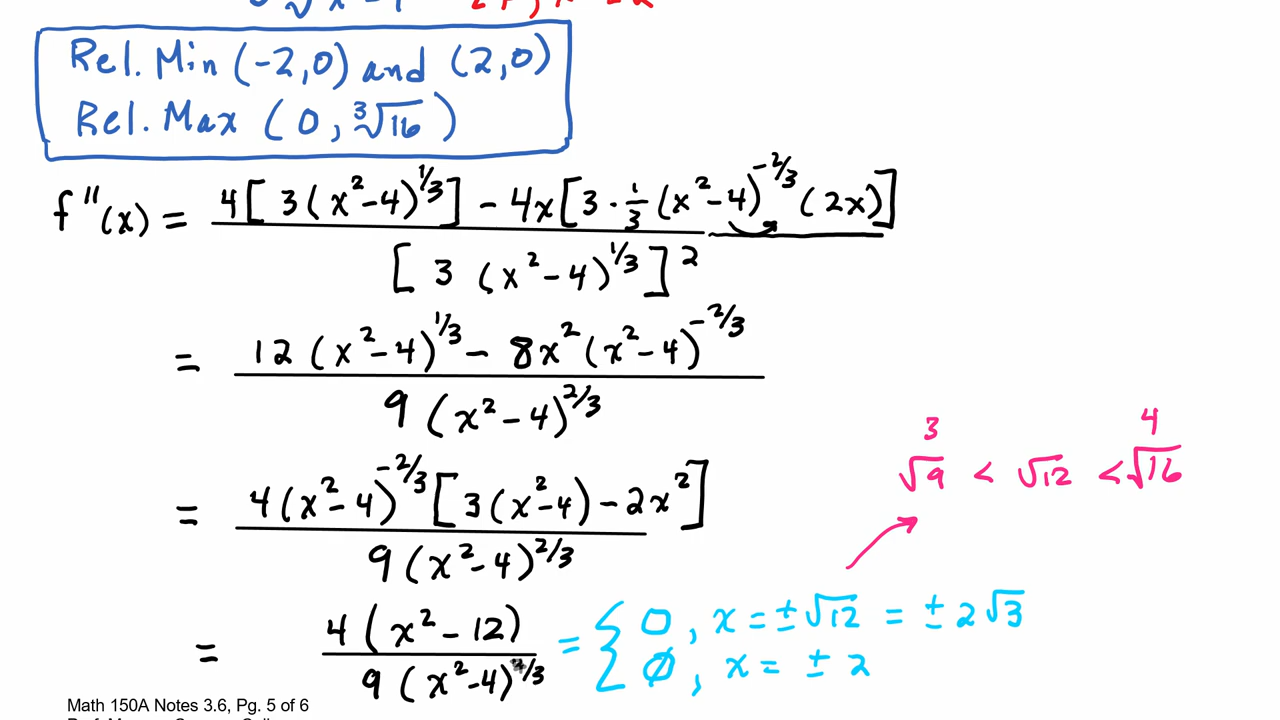 Rel. Min (-2,0) and (2,0)
Rel. Max (0, ∛16)
f''(x) = 4[3(x²-4)^1/3] - 4x[3·1/3(x²-4)^-2/3(2x)] / [3(x²-4)^1/3]²
= 12(x²-4)^1/3 - 8x²(x²-4)^-2/3 / 9(x²-4)^2/3
3 4
√9 < √12 < √16
= 4(x²-4)^-2/3[3(x²-4) - 2x²] / 9(x²-4)^2/3
= 4(x²-12) / 9(x²-4)^4/3 = { 0, x = ±√12 = ±2√3
∅, x = ±2
Math 150A Notes 3.6, Pg. 5 of 6